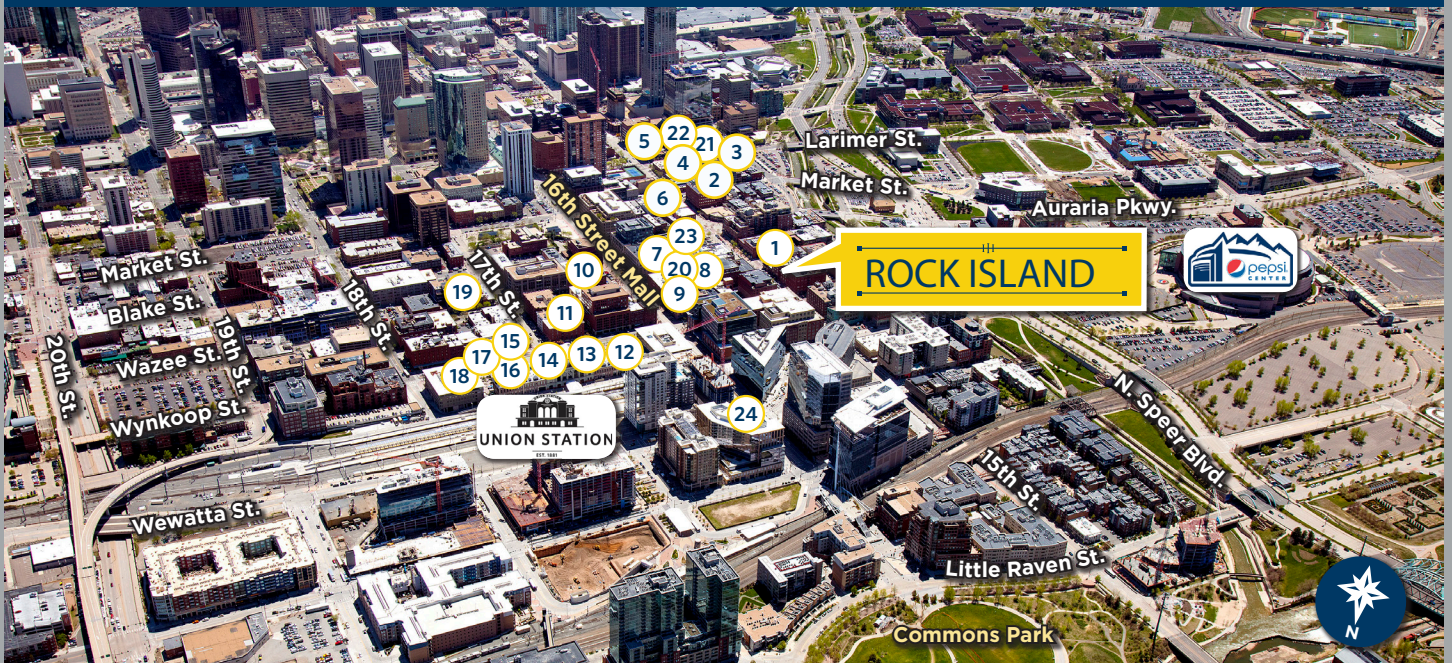 Larimer St.
Market St.
Auraria Pkwy.
16th Street Mall
5
22
21
3
4
2
6
23
7
20
8
9
1
ROCK ISLAND
pepsi
CENTER
Market St.
Blake St.
Wazee St.
Wynkoop St.
20th St.
19th St.
18th St.
17th St.
10
19
11
15
17
18
16
14
13
12
24
UNION STATION
EST. 1881
N. Speer Blvd.
15th St.
Wewatta St.
Little Raven St.
Commons Park
N